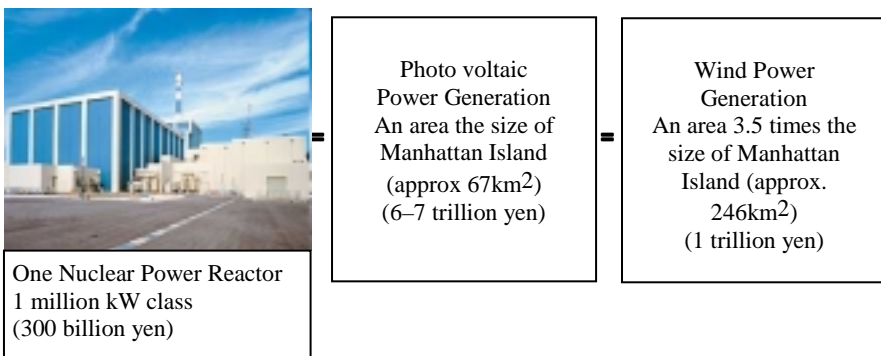 One Nuclear Power Reactor
1 million kW class
(300 billion yen)
=
Photo voltaic
Power Generation
An area the size of
Manhattan Island
(approx 67km2)
(6–7 trillion yen)
=
Wind Power
Generation
An area 3.5 times the
size of Manhattan
Island (approx.
246km2)
(1 trillion yen)